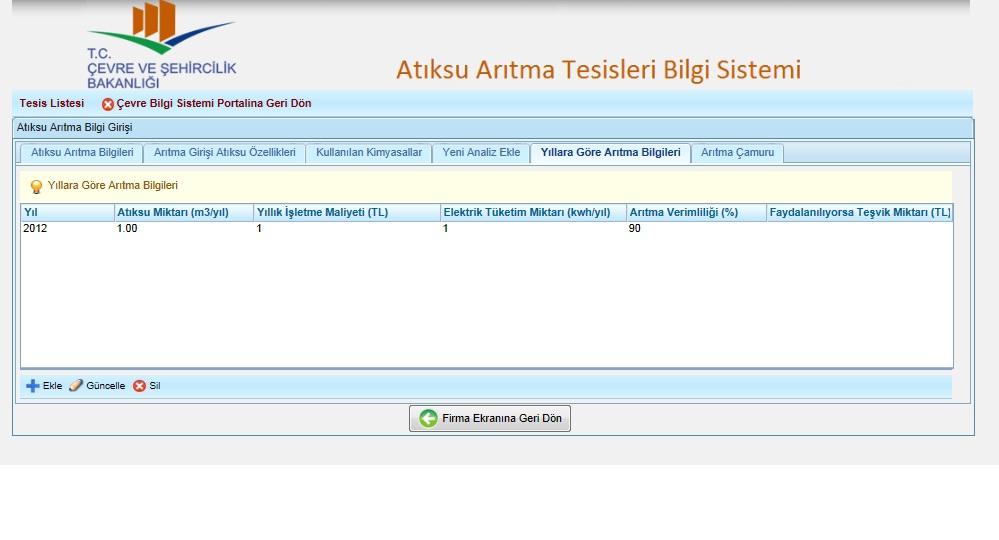 T.C.
ÇEVRE VE ŞEHİRCİLİK
BAKANLIĞI
Atıksu Arıtma Tesisleri Bilgi Sistemi
Tesis Listesi Çevre Bilgi Sistemi Portalina Geri Dön
Atıksu Arıtma Bilgi Girişi
Atıksu Arıtma Bilgileri Arıtma Girişi Atıksu Özellikleri Kullanılan Kimyasallar Yeni Analiz Ekle Yıllara Göre Arıtma Bilgileri Arıtma Çamuru
Yıllara Göre Arıtma Bilgileri
Yıl Atıksu Miktarı (m3/yıl) Yıllık İşletme Maliyeti (TL) Elektrik Tüketim Miktarı (kwh/yıl) Arıtma Verimliliği (%) Faydalanılıyorsa Teşvik Miktarı (TL)
2012 1.00 1 1 90
Ekle Güncelle Sil
Firma Ekranına Geri Dön